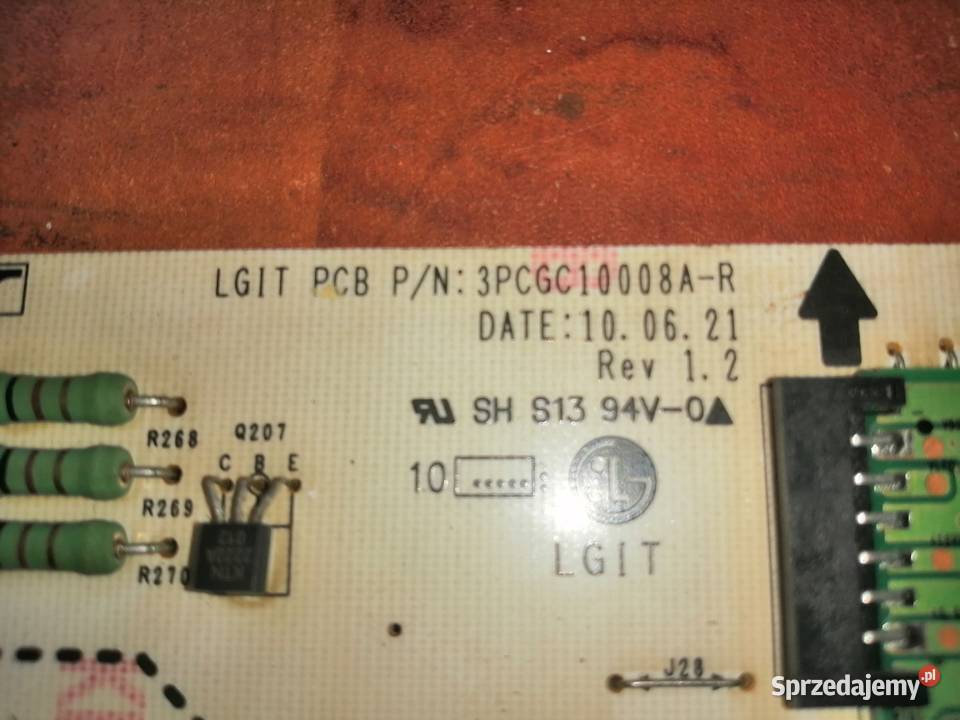 LGIT PCB P/N:3PCGC10008A-R
DATE:10.06.21
Rev 1.2
SH S13 94V-0
10
LG
LGIT
R268
Q207
C B E
R269
R270
J28
Sprzedajemy.pl